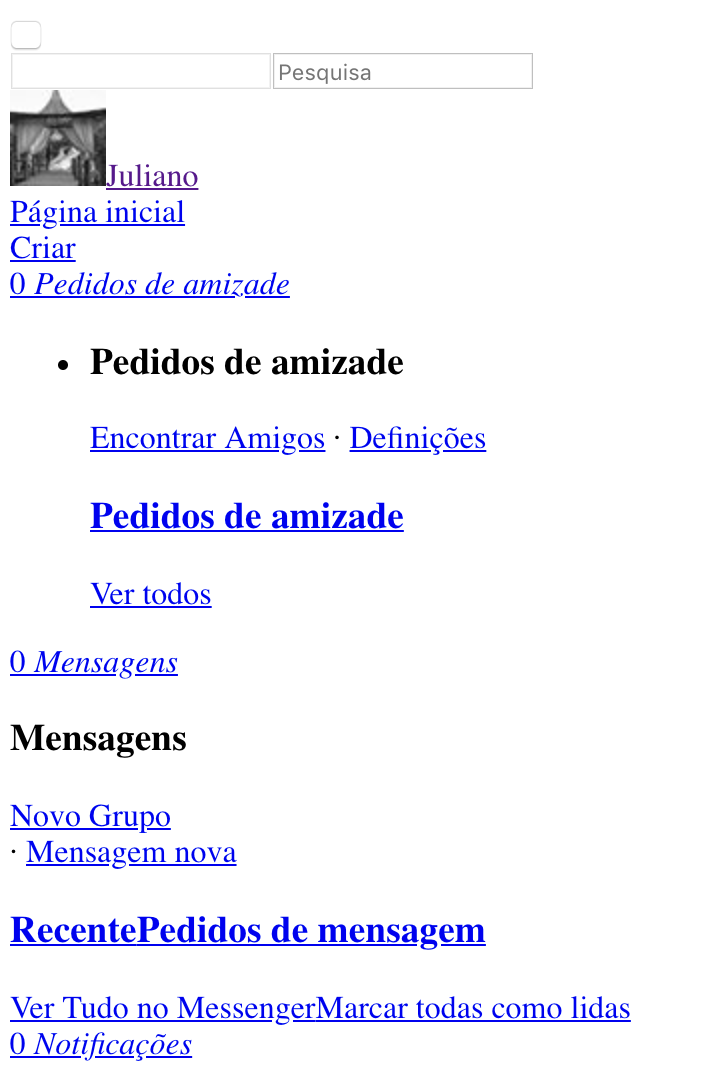 Pesquisa
Juliano
Página inicial
Criar
0 Pedidos de amizade
Pedidos de amizade
Encontrar Amigos · Definições
Pedidos de amizade
Ver todos
0 Mensagens
Mensagens
Novo Grupo
· Mensagem nova
RecentePedidos de mensagem
Ver Tudo no MessengerMarcar todas como lidas
0 Notificações